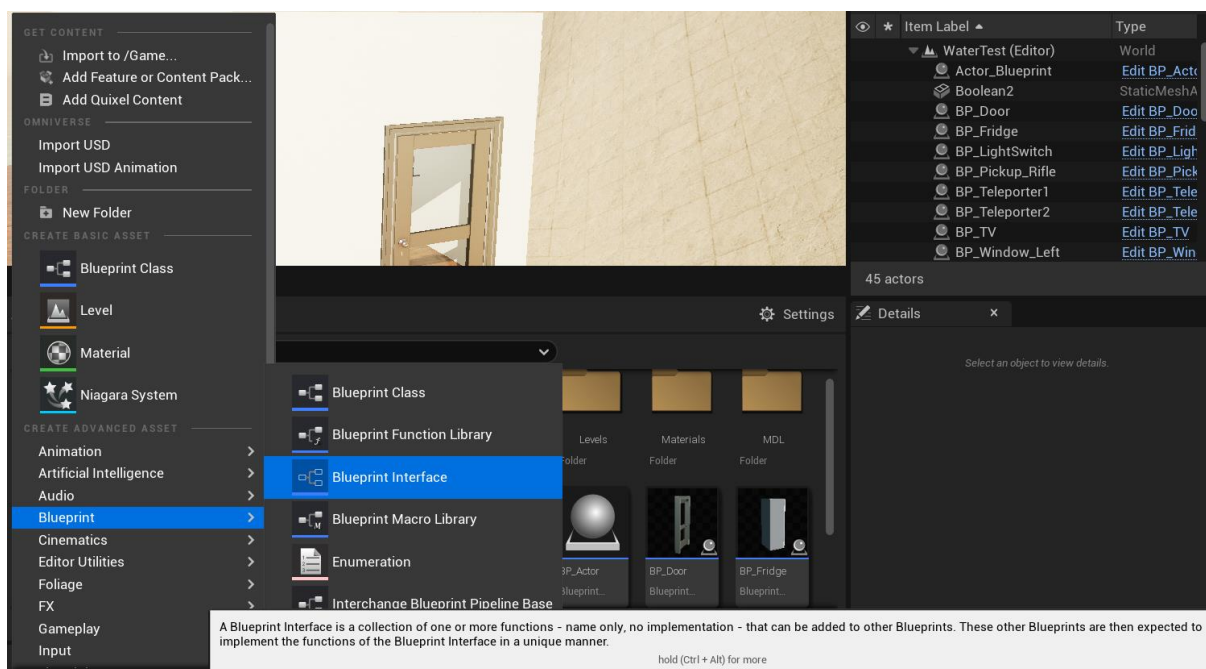 GET CONTENT
Import to /Game...
Add Feature or Content Pack...
Add Quixel Content
OMNIVERSE
Import USD
Import USD Animation
FOLDER
New Folder
CREATE BASIC ASSET
Blueprint Class
Level
Material
Niagara System
CREATE ADVANCED ASSET
Animation
Artificial Intelligence
Audio
Blueprint
Cinematics
Editor Utilities
Foliage
FX
Gameplay
Input
Blueprint Class
Blueprint Function Library
Blueprint Interface
Blueprint Macro Library
Enumeration
Interchange Blueprint Pipeline Base
Settings
Levels Materials MDL
Folder Folder Folder
BP_Actor BP_Door BP_Fridge
Blueprint... Blueprint... Blueprint...
Item Label Type
WaterTest (Editor) World
Actor_Blueprint Edit BP_Acto
Boolean2 StaticMeshA
BP_Door Edit BP_Doo
BP_Fridge Edit BP_Frid
BP_LightSwitch Edit BP_Ligh
BP_Pickup_Rifle Edit BP_Pick
BP_Teleporter1 Edit BP_Tele
BP_Teleporter2 Edit BP_Tele
BP_TV Edit BP_TV
BP_Window_Left Edit BP_Win
45 actors
Details
Select an object to view details.
A Blueprint Interface is a collection of one or more functions - name only, no implementation - that can be added to other Blueprints. These other Blueprints are then expected to
implement the functions of the Blueprint Interface in a unique manner.
hold (Ctrl + Alt) for more